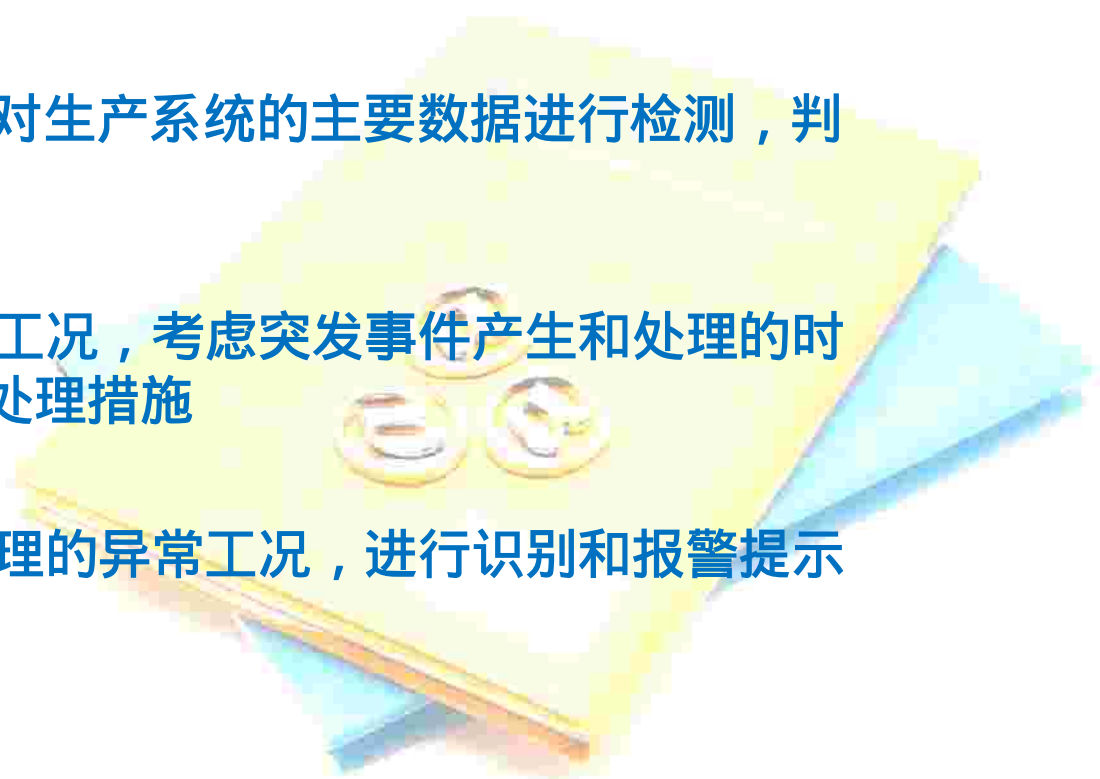 对生产系统的主要数据进行检测，判
工况，考虑突发事件产生和处理的时
处理措施
理的异常工况，进行识别和报警提示